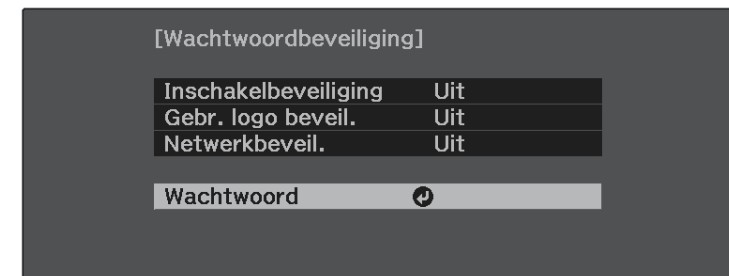 [Wachtwoordbeveiliging]
Inschakelbeveiliging Uit
Gebr. logo beveil. Uit
Netwerkbeveil. Uit
Wachtwoord